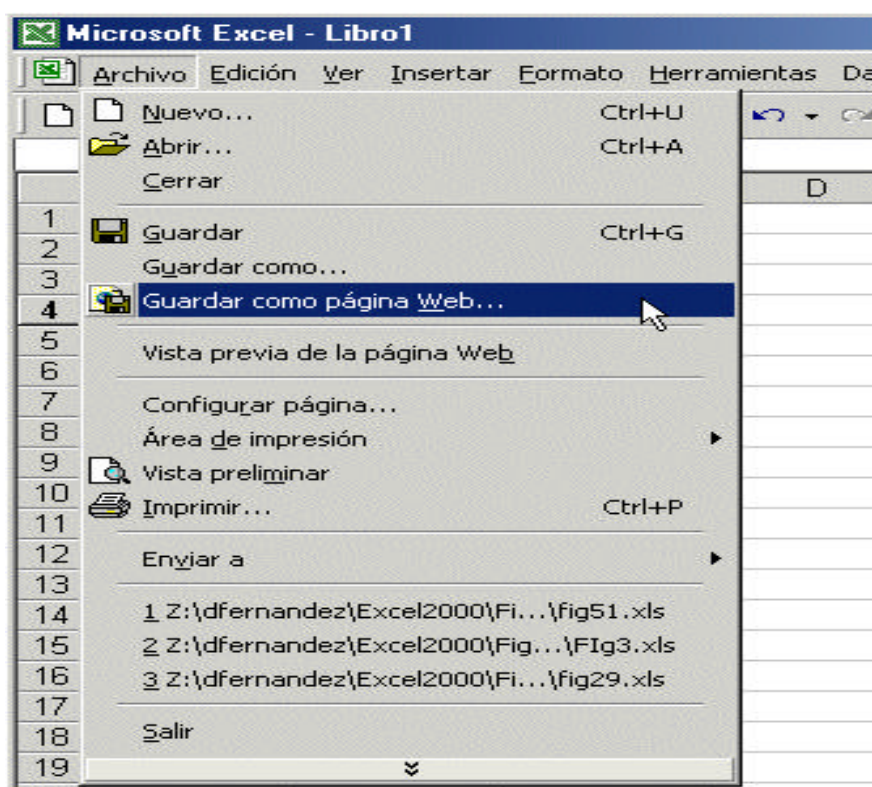 Microsoft Excel - Libro1
Archivo Edición Ver Insertar Formato Herramientas Da
Nuevo... Ctrl+U
Abrir... Ctrl+A
Cerrar
D
1
Guardar Ctrl+G
2
Guardar como...
3
Guardar como página Web...
4
5
Vista previa de la página Web
6
7
Configurar página...
8
Área de impresión
9
Vista preliminar
10
Imprimir... Ctrl+P
11
12
Enviar a
13
14
1 Z:\dfernandez\Excel2000\Fi...\fig51.xls
15
2 Z:\dfernandez\Excel2000\Fig...\FIg3.xls
16
3 Z:\dfernandez\Excel2000\Fi...\fig29.xls
17
18
Salir
19